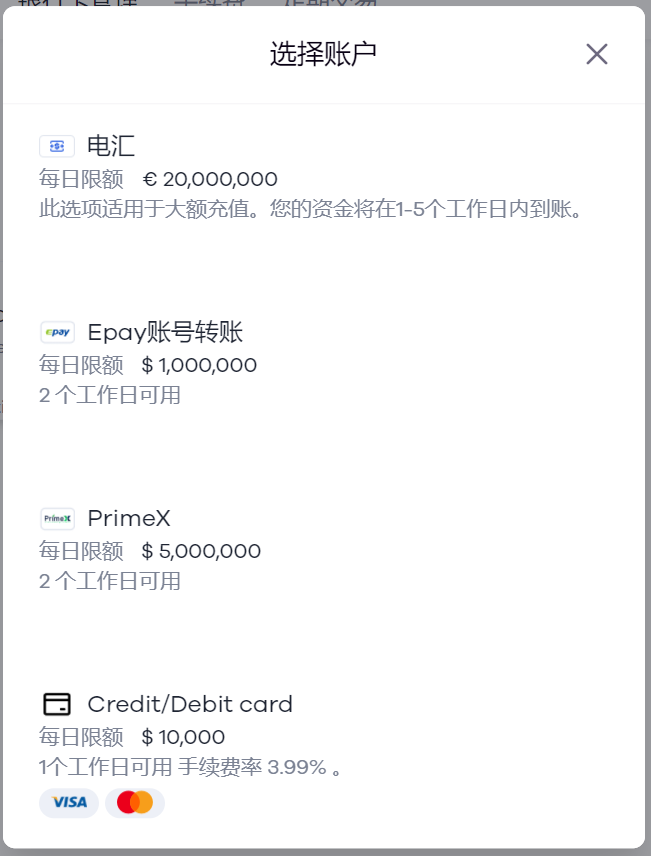 选择账户
电汇
每日限额 € 20,000,000
此选项适用于大额充值。您的资金将在1-5个工作日内到账。
epay Epay账号转账
每日限额 $ 1,000,000
2 个工作日可用
PrimeX PrimeX
每日限额 $ 5,000,000
2 个工作日可用
Credit/Debit card
每日限额 $ 10,000
1个工作日可用 手续费率 3.99% 。
VISA